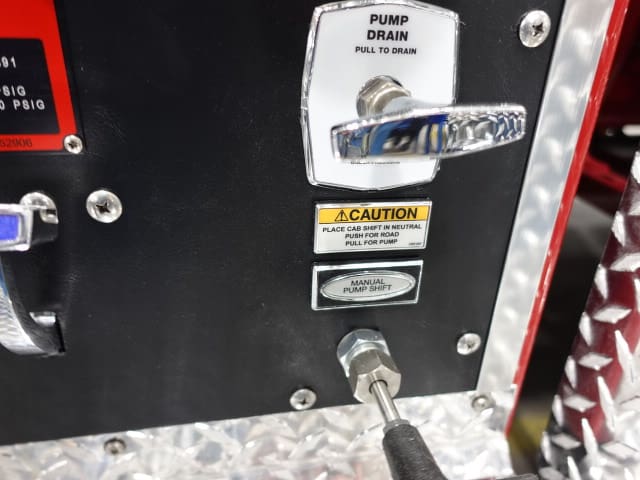 PUMP
DRAIN
PULL TO DRAIN
PSIG
PSIG
CAUTION
PLACE CAB SHIFT IN NEUTRAL
PUSH FOR ROAD
PULL FOR PUMP
MANUAL
PUMP SHIFT